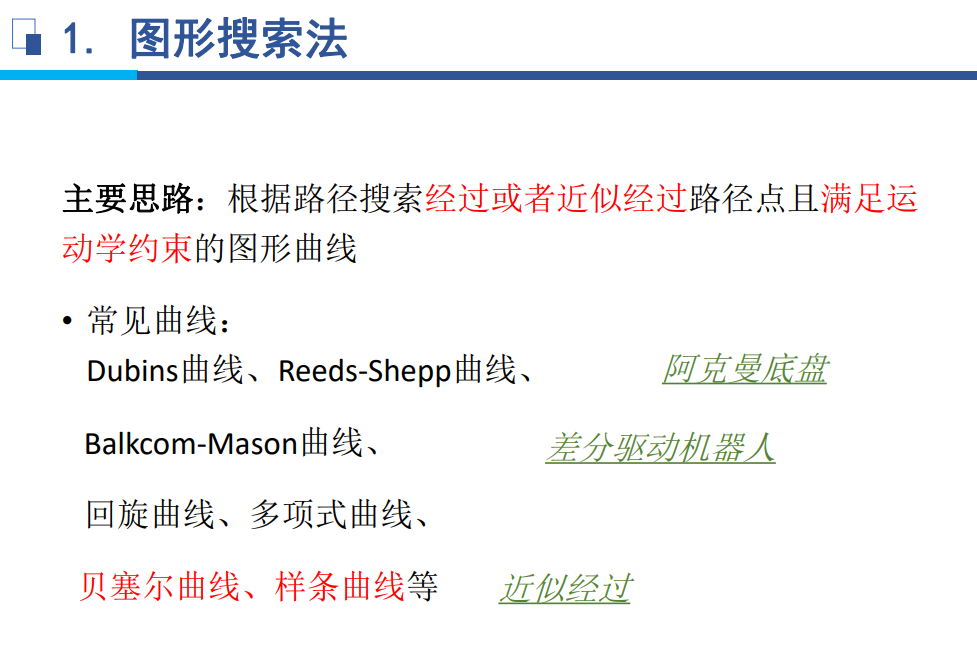 1. 图形搜索法
主要思路：根据路径搜索经过或者近似经过路径点且满足运
动学约束的图形曲线
• 常见曲线：
Dubins曲线、Reeds-Shepp曲线、 阿克曼底盘
Balkcom-Mason曲线、 差分驱动机器人
回旋曲线、多项式曲线、
贝塞尔曲线、样条曲线等 近似经过